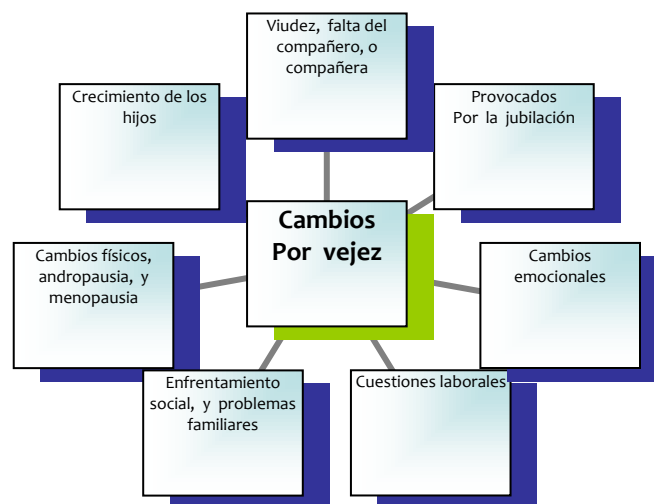 Viudez, falta del
compañero, o
compañera
Crecimiento de los
hijos
Provocados
Por la jubilación
Cambios
Por vejez
Cambios físicos,
andropausia, y
menopausia
Cambios
emocionales
Enfrentamiento
social, y problemas
familiares
Cuestiones laborales